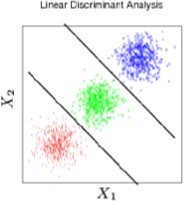 Linear Discriminant Analysis
X₂
X₁